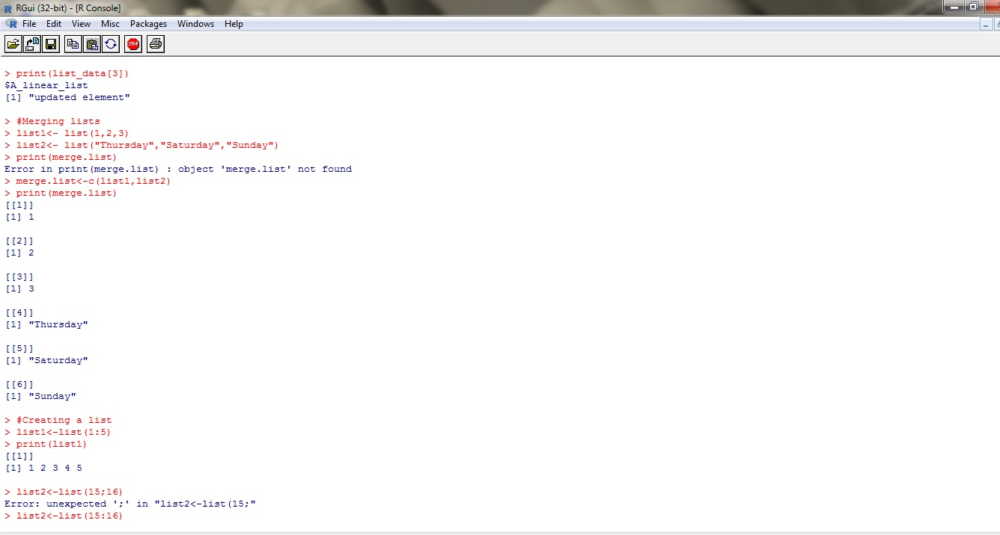 RGui (32-bit) - [R Console]
File Edit View Misc Packages Windows Help
STOP
> print(list_data[3])
$A_linear_list
[1] "updated element"
> #Merging lists
> list1<- list(1,2,3)
> list2<- list("Thursday","Saturday","Sunday")
> print(merge.list)
Error in print(merge.list) : object 'merge.list' not found
> merge.list<-c(list1,list2)
> print(merge.list)
[[1]]
[1] 1
[[2]]
[1] 2
[[3]]
[1] 3
[[4]]
[1] "Thursday"
[[5]]
[1] "Saturday"
[[6]]
[1] "Sunday"
> #Creating a list
> list1<-list(1:5)
> print(list1)
[[1]]
[1] 1 2 3 4 5
> list2<-list(15;16)
Error: unexpected ';' in "list2<-list(15;"
> list2<-list(15:16)